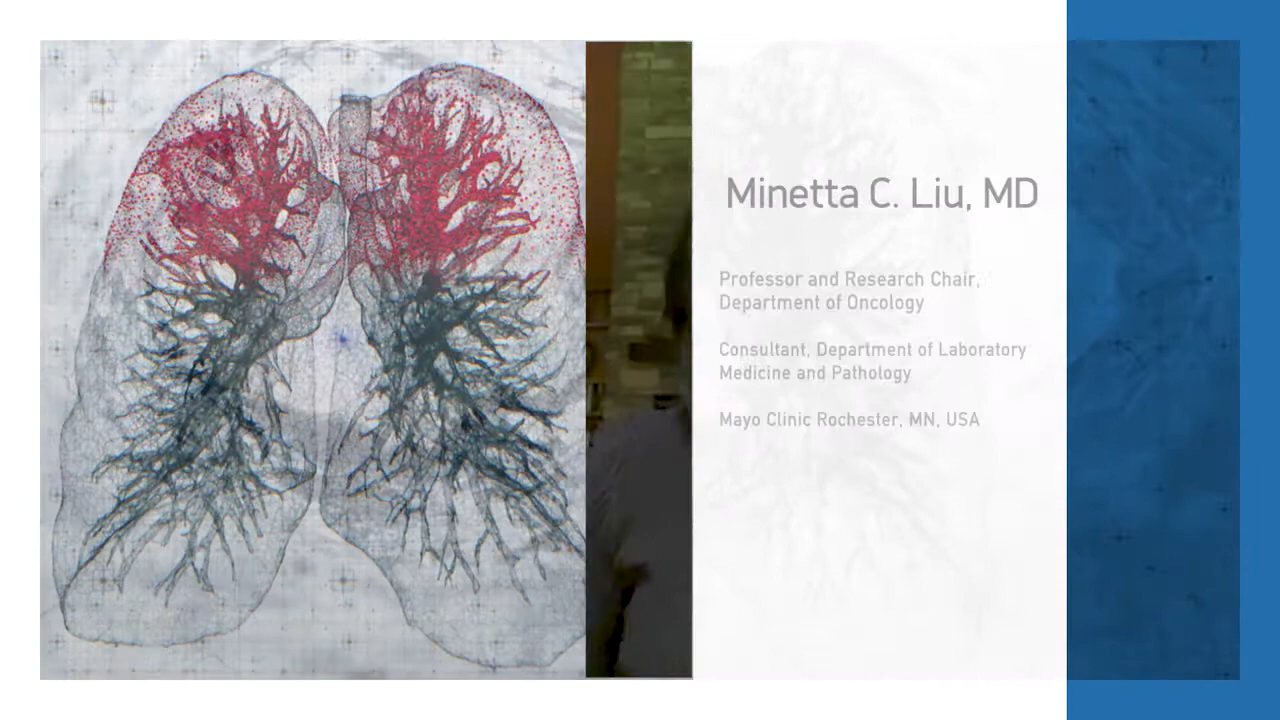 Minetta C. Liu, MD
Professor and Research Chair,
Department of Oncology
Consultant, Department of Laboratory
Medicine and Pathology
Mayo Clinic Rochester, MN, USA